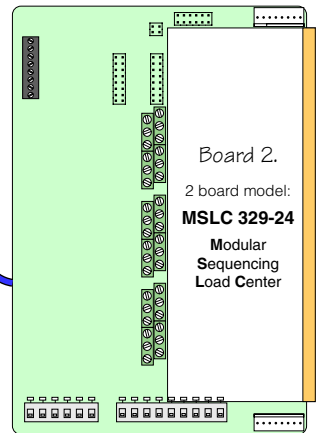 Board 2.
2 board model:
MSLC 329-24
Modular
Sequencing
Load Center